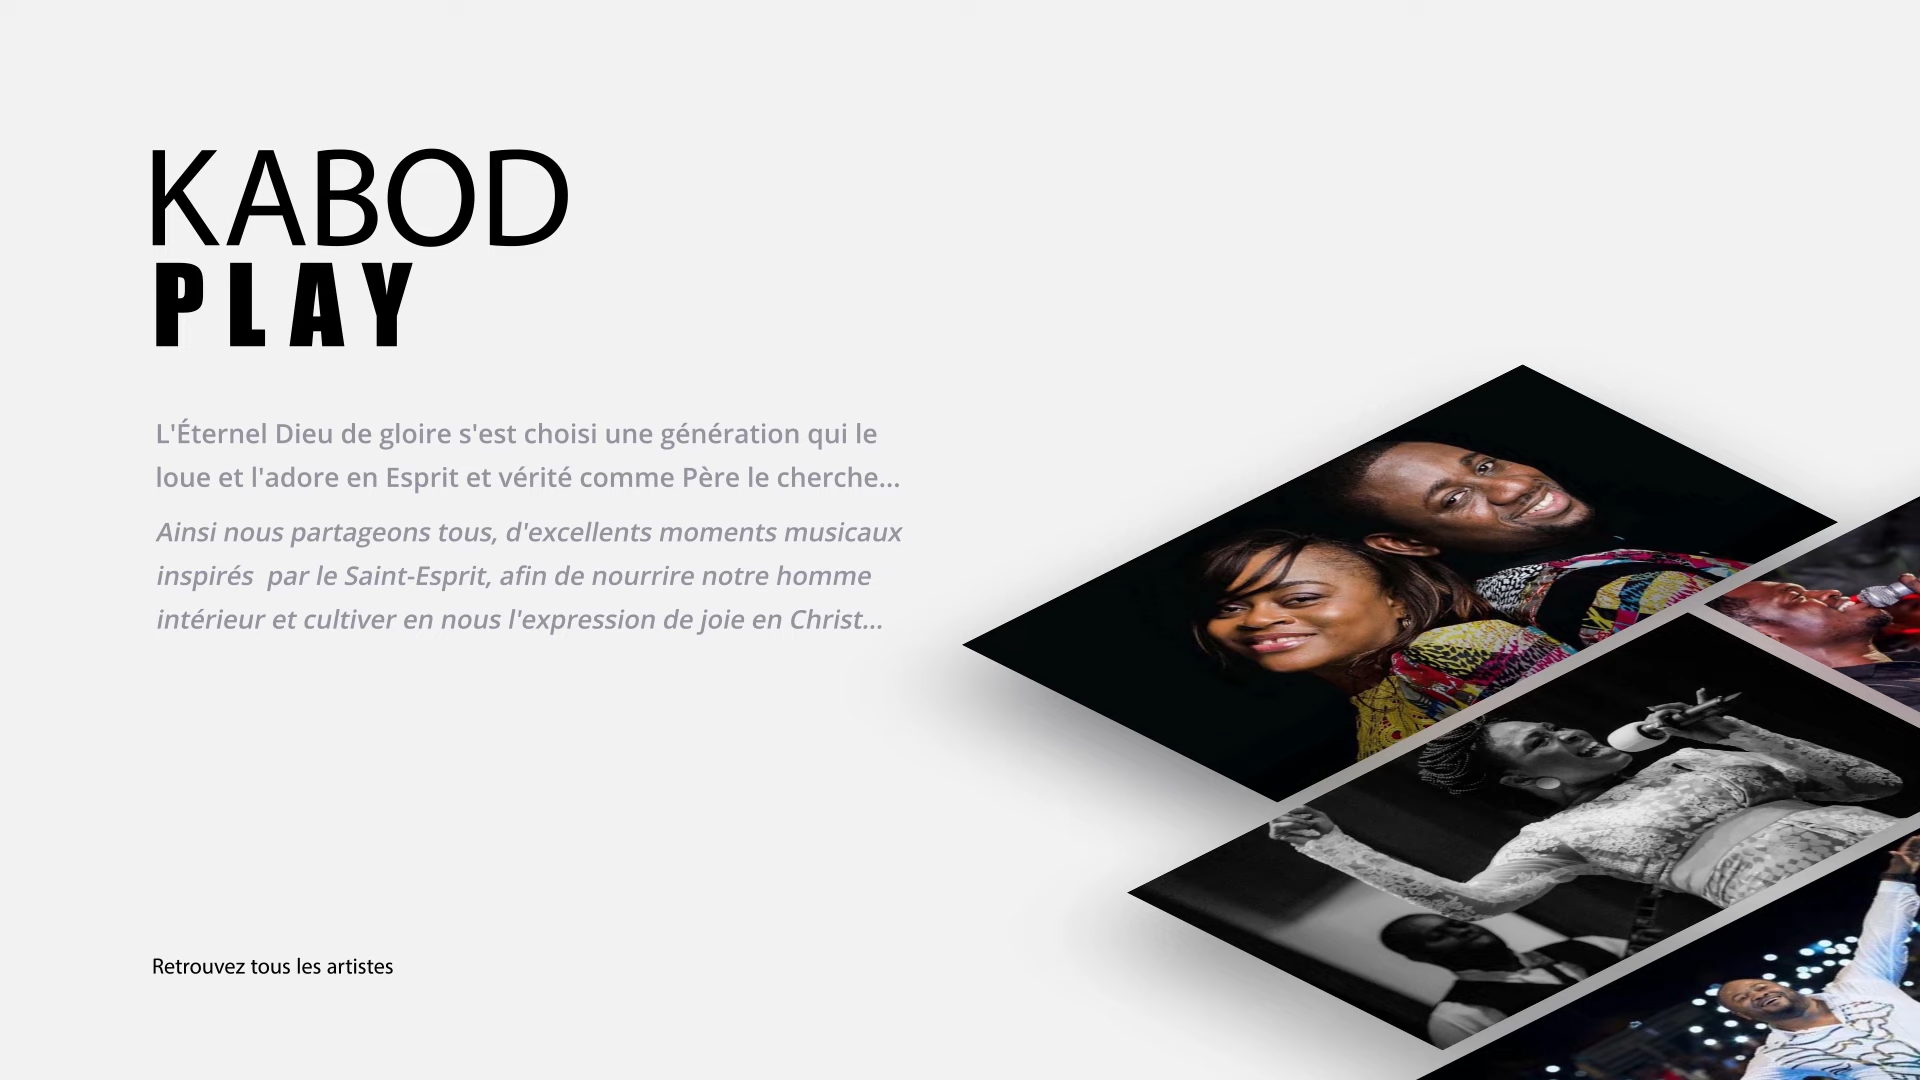 KABOD
PLAY
L'Éternel Dieu de gloire s'est choisi une génération qui le
loue et l'adore en Esprit et vérité comme Père le cherche...
Ainsi nous partageons tous, d'excellents moments musicaux
inspirés  par le Saint-Esprit, afin de nourrire notre homme
intérieur et cultiver en nous l'expression de joie en Christ...
Retrouvez tous les artistes